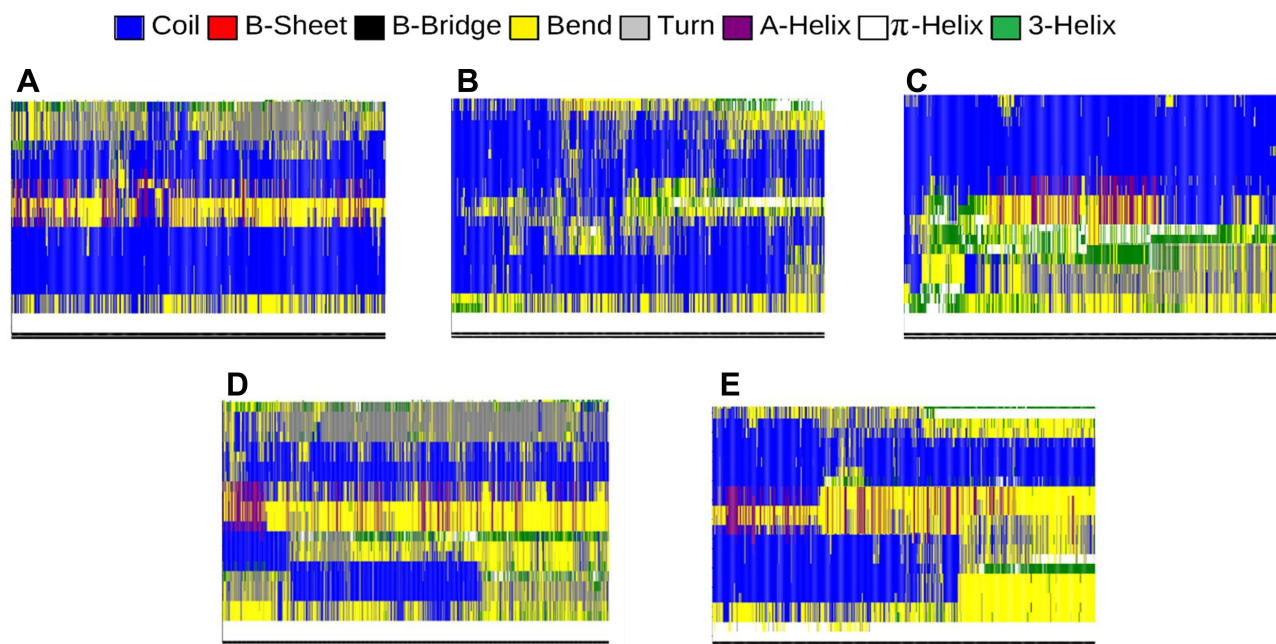 Coil B-Sheet B-Bridge Bend Turn A-Helix π-Helix 3-Helix
A B C
D E